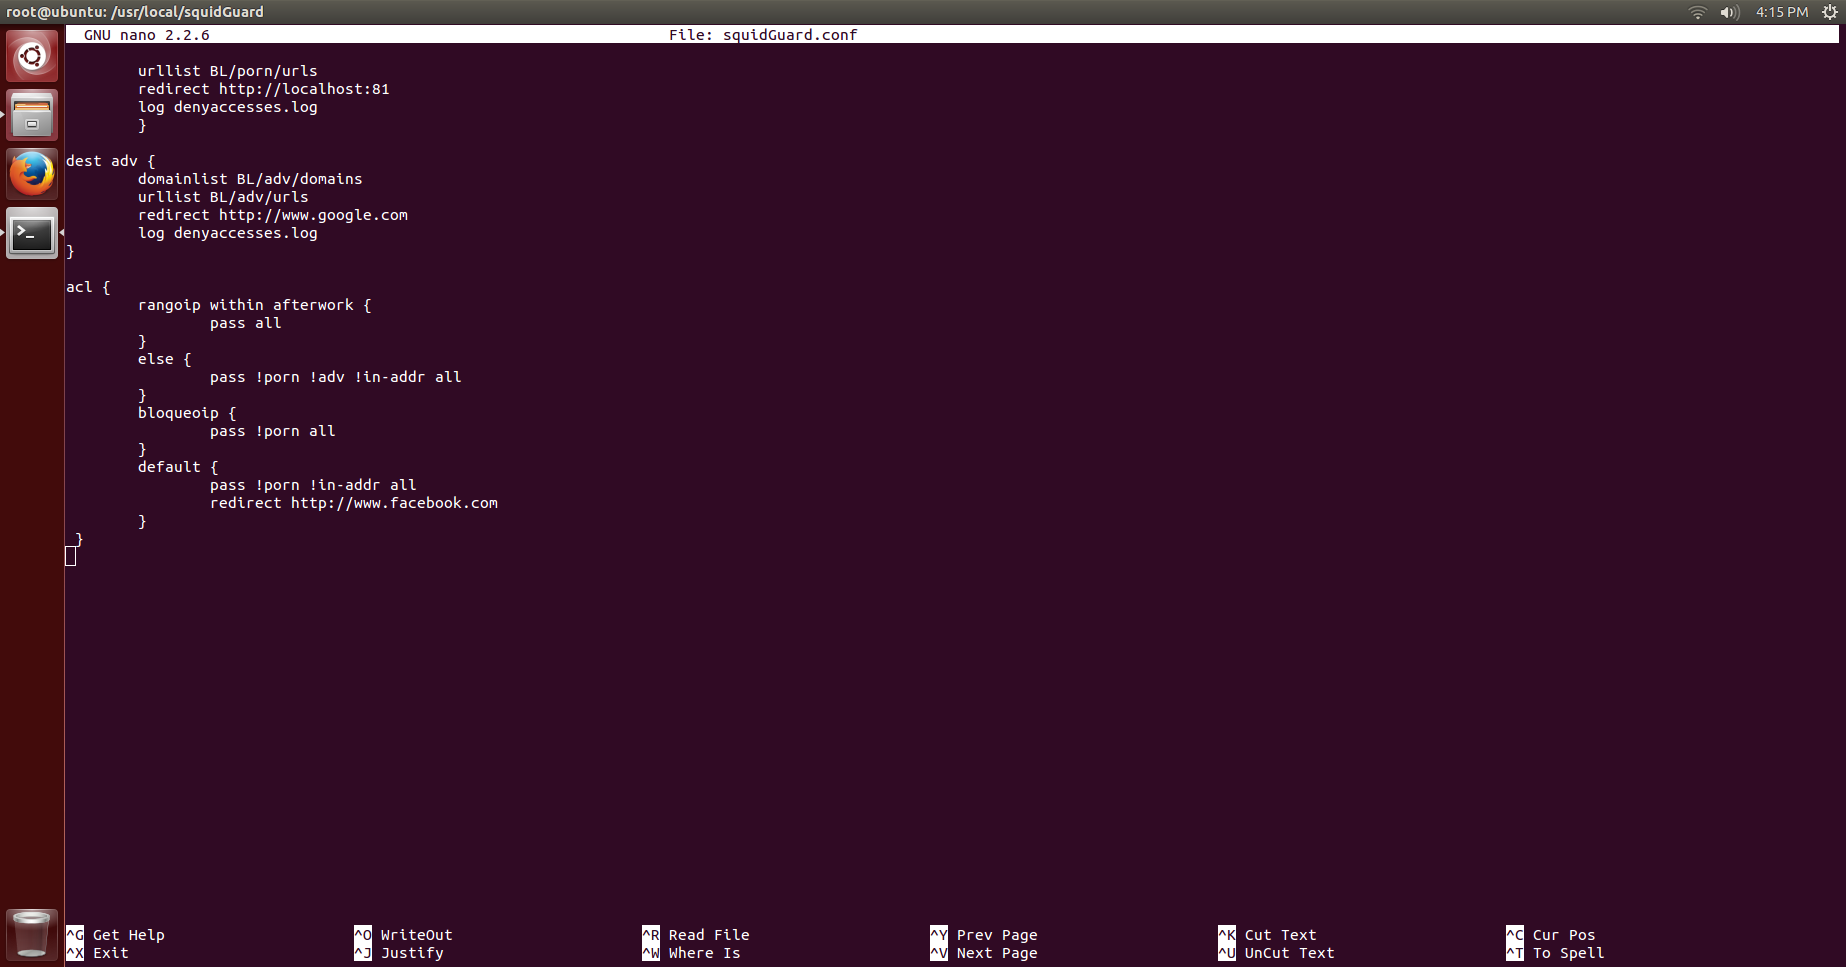 root@ubuntu: /usr/local/squidGuard 4:15 PM
GNU nano 2.2.6 File: squidGuard.conf
urllist BL/porn/urls
redirect http://localhost:81
log denyaccesses.log
}
dest adv {
domainlist BL/adv/domains
urllist BL/adv/urls
redirect http://www.google.com
log denyaccesses.log
}
acl {
rangoip within afterwork {
pass all
}
else {
pass !porn !adv !in-addr all
}
bloqueoip {
pass !porn all
}
default {
pass !porn !in-addr all
redirect http://www.facebook.com
}
}
^G Get Help ^O WriteOut ^R Read File ^Y Prev Page ^K Cut Text ^C Cur Pos
^X Exit ^J Justify ^W Where Is ^V Next Page ^U UnCut Text ^T To Spell